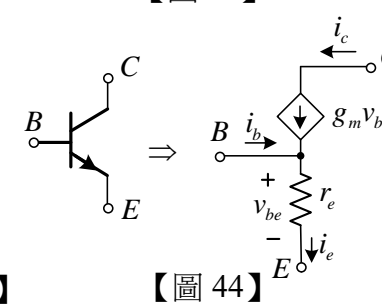 C
B
E
⇒
i_c
g_m v_b
B
i_b
+
v_be
−
r_e
i_e
E
】
【圖 44】